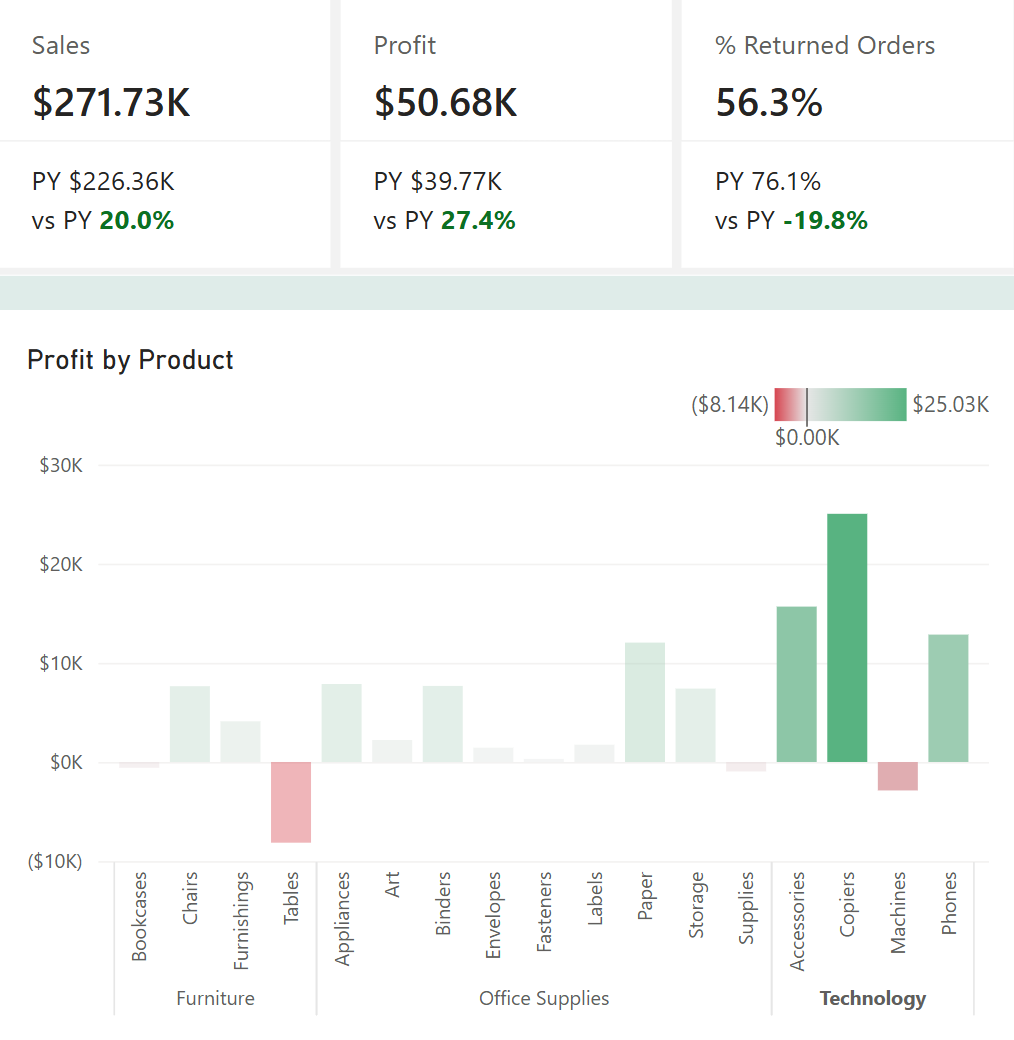 Sales
$271.73K
PY $226.36K
vs PY 20.0%
Profit
$50.68K
PY $39.77K
vs PY 27.4%
% Returned Orders
56.3%
PY 76.1%
vs PY -19.8%
Profit by Product
($8.14K)
$25.03K
$0.00K
$30K
$20K
$10K
$0K
($10K)
Bookcases
Chairs
Furnishings
Tables
Appliances
Art
Binders
Envelopes
Fasteners
Labels
Paper
Storage
Supplies
Accessories
Copiers
Machines
Phones
Furniture
Office Supplies
Technology